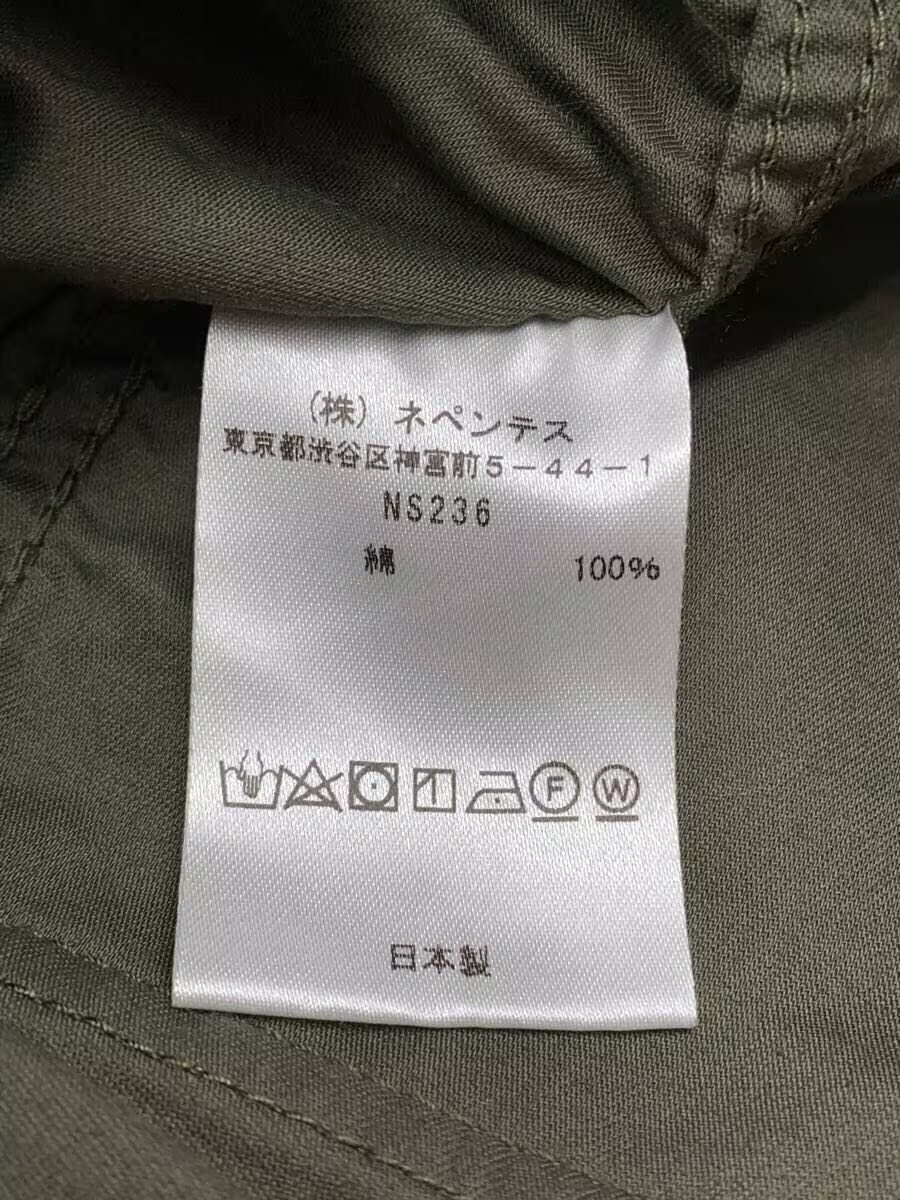 (株) ネペンテス
東京都渋谷区神宮前5-44-1
NS236
綿 100%
F W
日本製